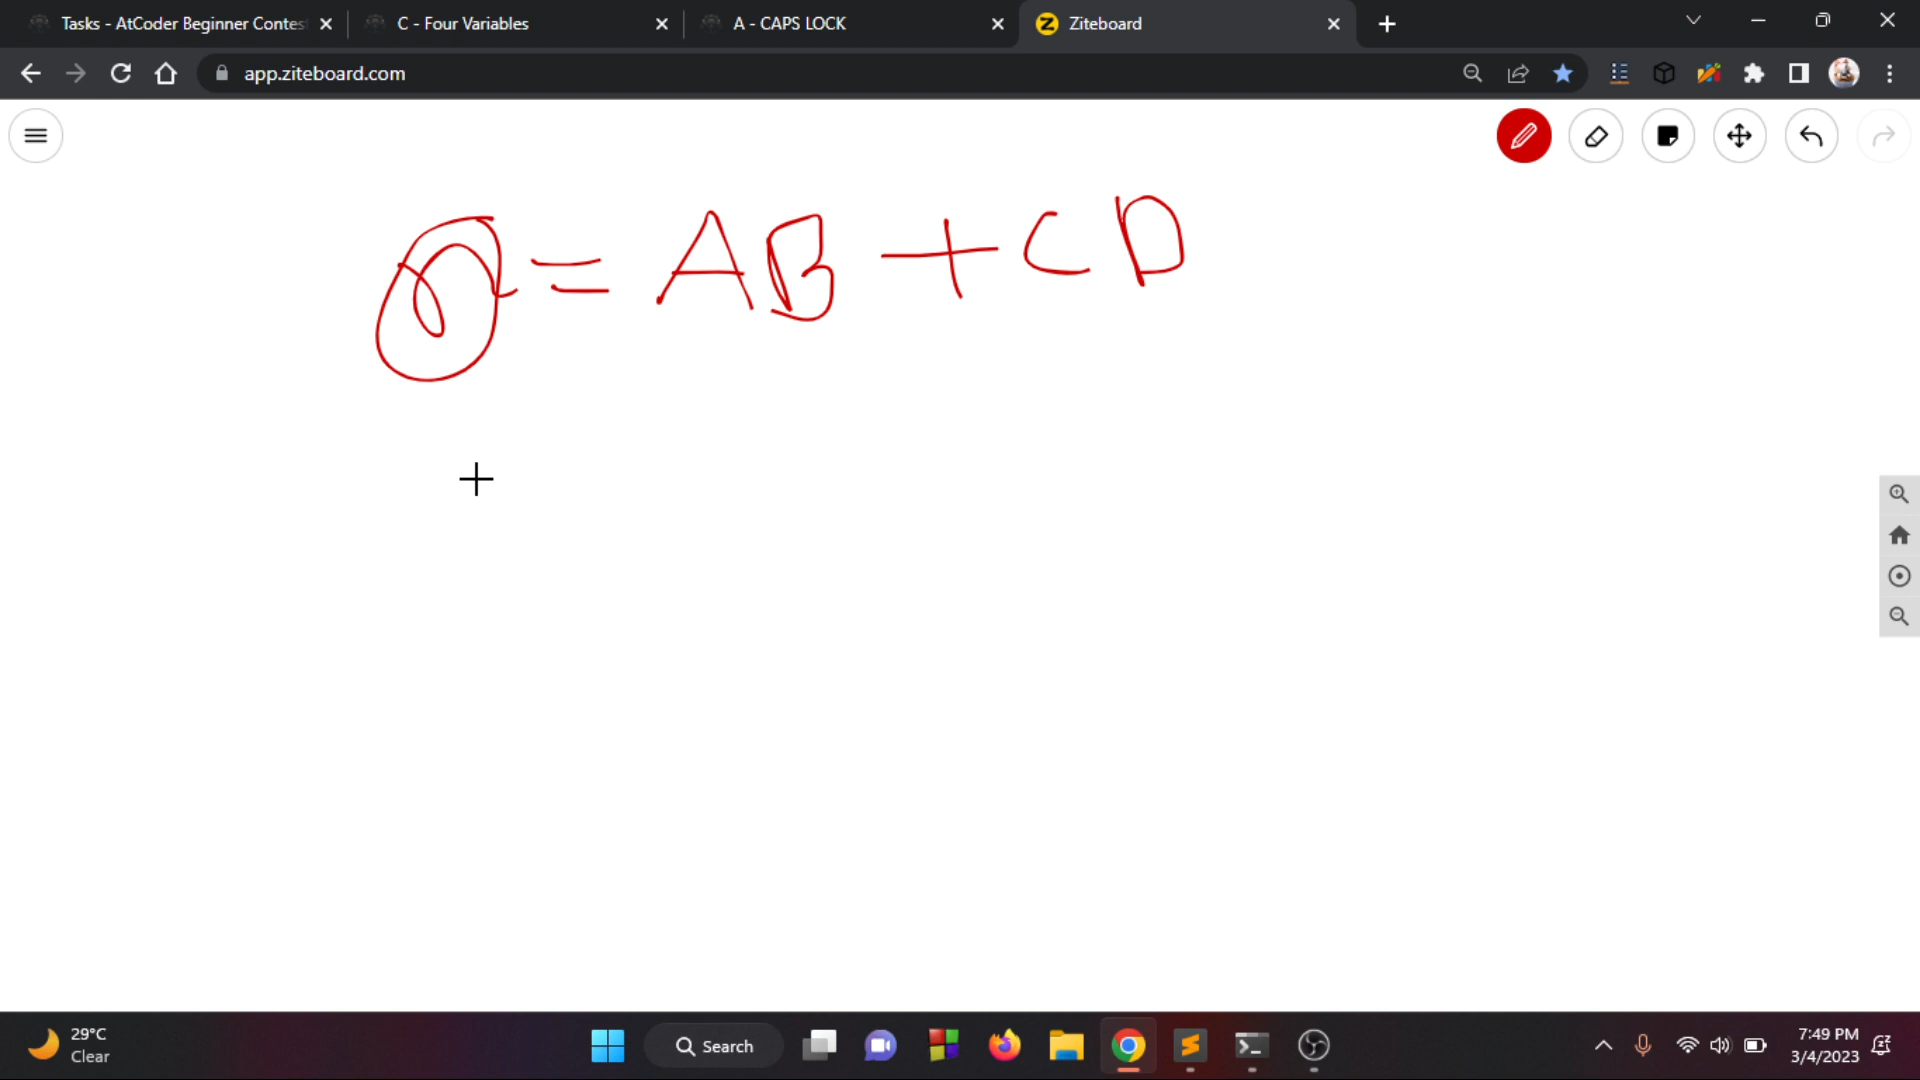 Tasks - AtCoder Beginner Contes
C - Four Variables
A - CAPS LOCK
Ziteboard
app.ziteboard.com
n = AB + CD
29°C
Clear
Search
7:49 PM
3/4/2023